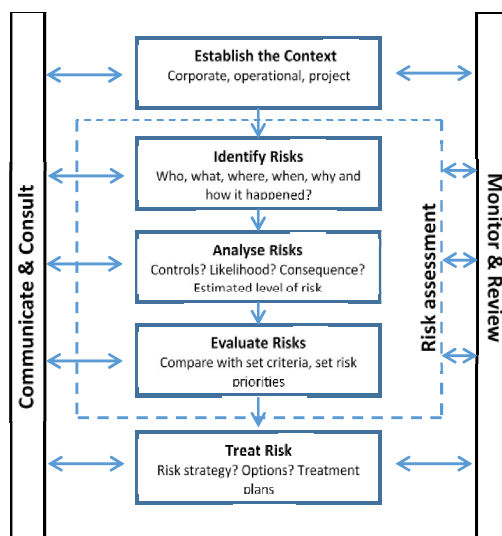 Establish the Context
Corporate, operational, project
Identify Risks
Who, what, where, when, why and
how it happened?
Analyse Risks
Controls? Likelihood? Consequence?
Estimated level of risk
Evaluate Risks
Compare with set criteria, set risk
priorities
Treat Risk
Risk strategy? Options? Treatment
plans
Communicate & Consult
Risk assessment
Monitor & Review